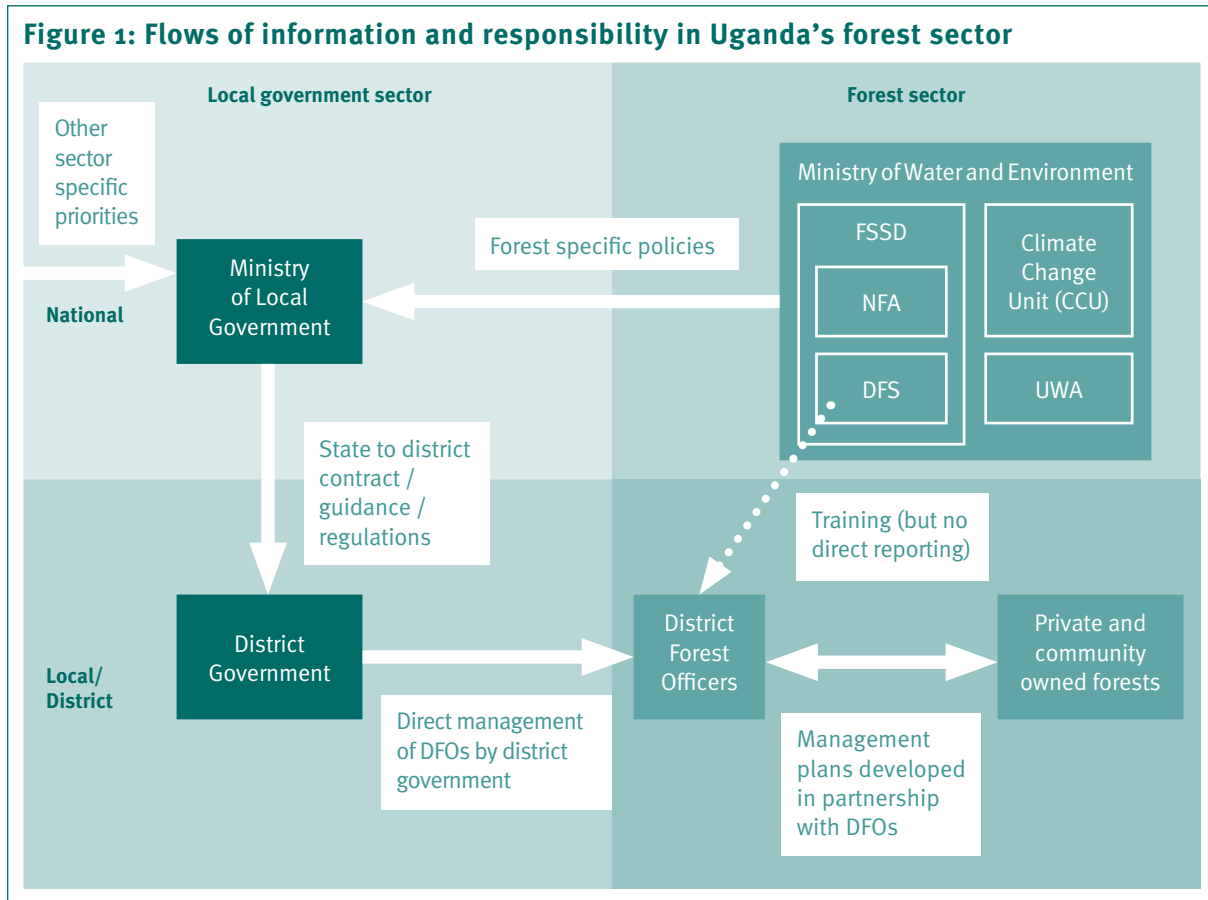 Figure 1: Flows of information and responsibility in Uganda's forest sector
Local government sector
Forest sector
Other
sector
specific
priorities
National
Ministry
of Local
Government
Forest specific policies
Ministry of Water and Environment
FSSD
NFA
DFS
Climate
Change
Unit (CCU)
UWA
State to district
contract /
guidance /
regulations
Training (but no
direct reporting)
Local/
District
District
Government
Direct management
of DFOs by district
government
District
Forest
Officers
Management
plans developed
in partnership
with DFOs
Private and
community
owned forests